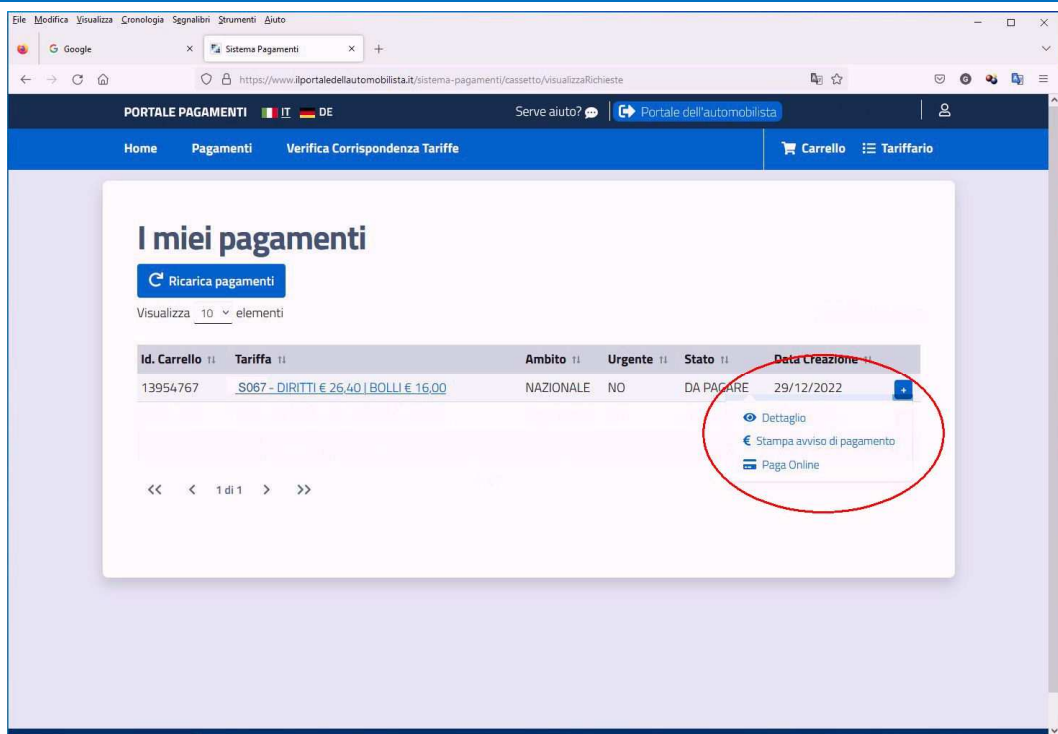 File Modifica Visualizza Cronologia Segnalibri Strumenti Aiuto
Google Sistema Pagamenti
https://www.ilportaledellautomobilista.it/sistema-pagamenti/cassetto/visualizzaRichieste
PORTALE PAGAMENTI IT DE Serve aiuto? Portale dell'automobilista
Home Pagamenti Verifica Corrispondenza Tariffe Carrello Tariffario
I miei pagamenti
Ricarica pagamenti
Visualizza 10 elementi
Id. Carrello Tariffa Ambito Urgente Stato Data Creazione
13954767 S067 - DIRITTI € 26,40 | BOLLI € 16,00 NAZIONALE NO DA PAGARE 29/12/2022 +
Dettaglio
€ Stampa avviso di pagamento
Paga Online
<< < 1 di 1 > >>